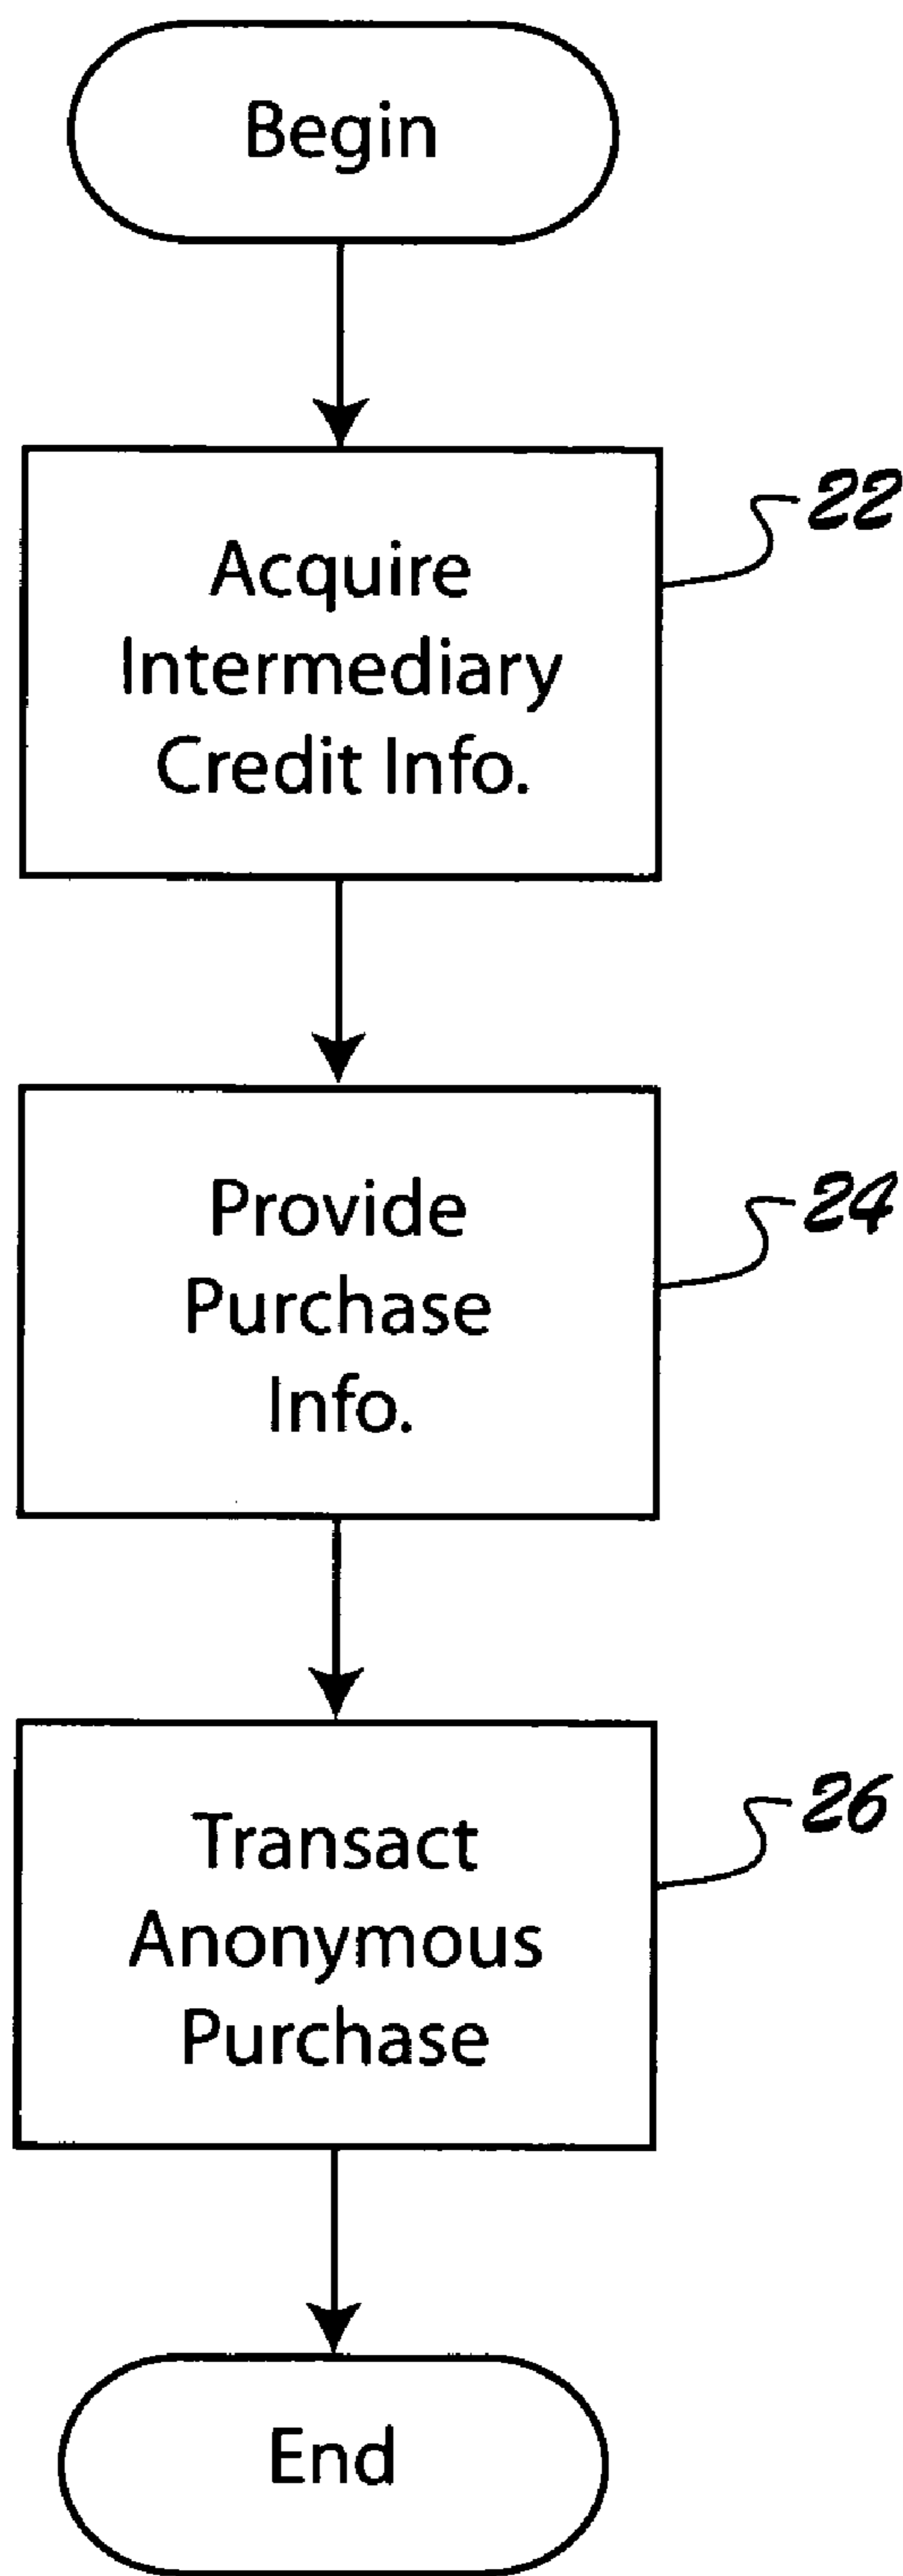 Begin
Acquire
Intermediary
Credit Info.
22
Provide
Purchase
Info.
24
Transact
Anonymous
Purchase
26
End